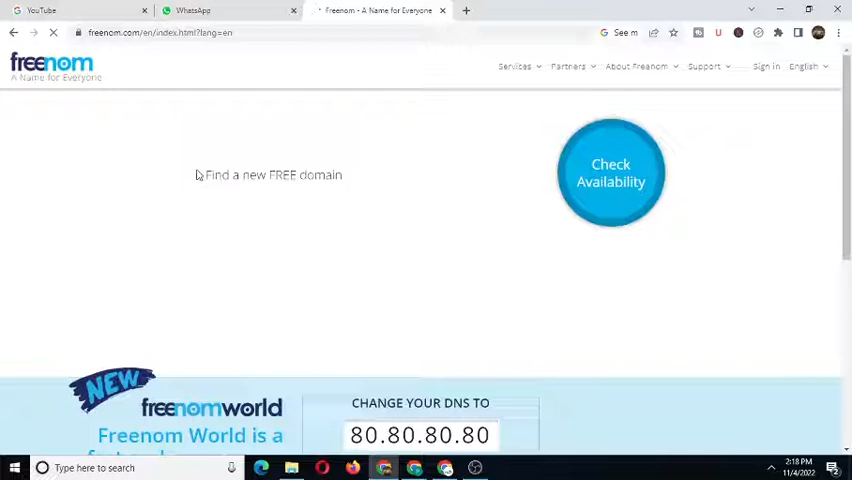 YouTube
WhatsApp
Freenom - A Name for Everyone
freenom.com/en/index.html?lang=en
See m
freenom
A Name for Everyone
Services
Partners
About Freenom
Support
Sign in
English
Find a new FREE domain
Check
Availability
NEW
freenomworld
Freenom World is a
CHANGE YOUR DNS TO
80.80.80.80
Type here to search
2:18 PM
11/4/2022